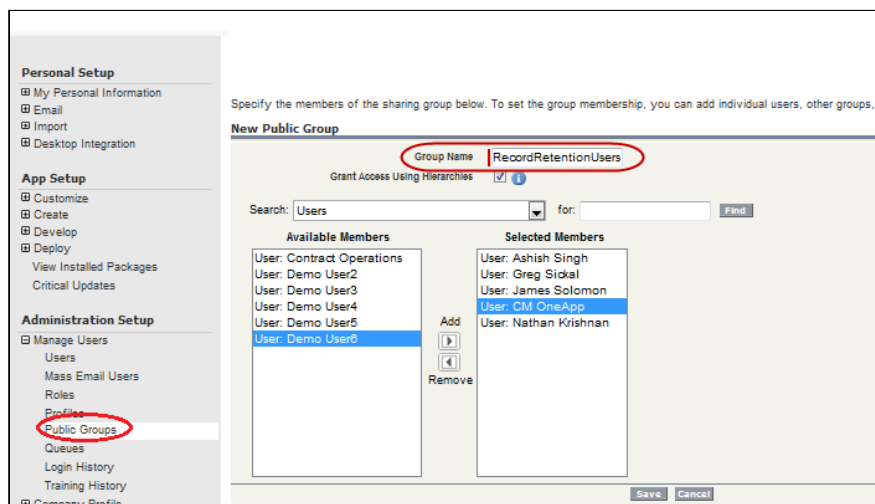 Personal Setup
My Personal Information
Email
Import
Desktop Integration
App Setup
Customize
Create
Develop
Deploy
View Installed Packages
Critical Updates
Administration Setup
Manage Users
Users
Mass Email Users
Roles
Profiles
Public Groups
Queues
Login History
Training History
Company Profile
Specify the members of the sharing group below. To set the group membership, you can add individual users, other groups,
New Public Group
Group Name RecordRetentionUsers
Grant Access Using Hierarchies
Search: Users for: Find
Available Members
User: Contract Operations
User: Demo User2
User: Demo User3
User: Demo User4
User: Demo User5
User: Demo User6
Add
Remove
Selected Members
User: Ashish Singh
User: Greg Sickal
User: James Solomon
User: CM OneApp
User: Nathan Krishnan
Save Cancel